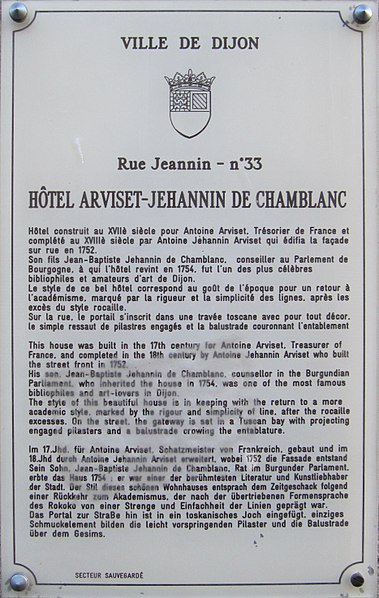 VILLE DE DIJON
Rue Jeannin - n°33
HÔTEL ARVISET-JEHANNIN DE CHAMBLANC
Hôtel construit au XVIIè siècle pour Antoine Arviset, Trésorier de France et
complété au XVIIIè siècle par Antoine Jehannin Arviset qui édifia la façade
sur rue en 1752.
Son fils Jean-Baptiste Jehannin de Chamblanc, conseiller au Parlement de
Bourgogne, à qui l'hôtel revint en 1754, fut l'un des plus célèbres
bibliophiles et amateurs d'art de Dijon.
Le style de ce bel hôtel correspond au goût de l'époque pour un retour à
l'académisme, marqué par la rigueur et la simplicité des lignes, après les
excès du style rocaille.
Sur la rue, le portail s'inscrit dans une travée toscane avec pour tout décor,
le simple ressaut de pilastres engagés et la balustrade couronnant l'entablement
This house was built in the 17th century for Antoine Arviset, Treasurer of
France, and completed in the 18th century by Antoine Jehannin Arviset who built
the street front in 1752.
His son, Jean-Baptiste Jehannin de Chamblanc, counsellor in the Burgundian
Parliament, who inherited the house in 1754, was one of the most famous
bibliophiles and art-lovers in Dijon.
The style of this beautiful house is in keeping with the return to a more
academic style, marked by the rigour and simplicity of line, after the rocaille
excesses. On the street, the gateway is set in a Tuscan bay with projecting
engaged pilasters and a balustrade crowing the entablature.
Im 17.Jhd. für Antoine Arviset, Schatzmeister von Frankreich, gebaut und im
18.Jhd durch Antoine Jehannin Arviset erweitert, wobei 1752 die Fassade entstand
Sein Sohn, Jean-Baptiste Jehannin de Chamblanc, Rat im Burgunder Parlament,
erbte das Haus 1754 ; er war einer der berühmtesten Literatur und Kunstliebhaber
der Stadt. Der Stil dieses schönen Wohnhauses entsprach dem Zeitgeschack folgend
einer Rückkehr zum Akademismus, der nach der übertriebenen Formensprache
des Rokoko von einer Strenge und Einfachheit der Linien geprägt war.
Das Portal zur Straße hin ist in ein toskanisches Joch eingefügt, einziges
Schmuckelement bilden die leicht vorspringenden Pilaster und die Balustrade
über dem Gesims.
SECTEUR SAUVEGARDÉ